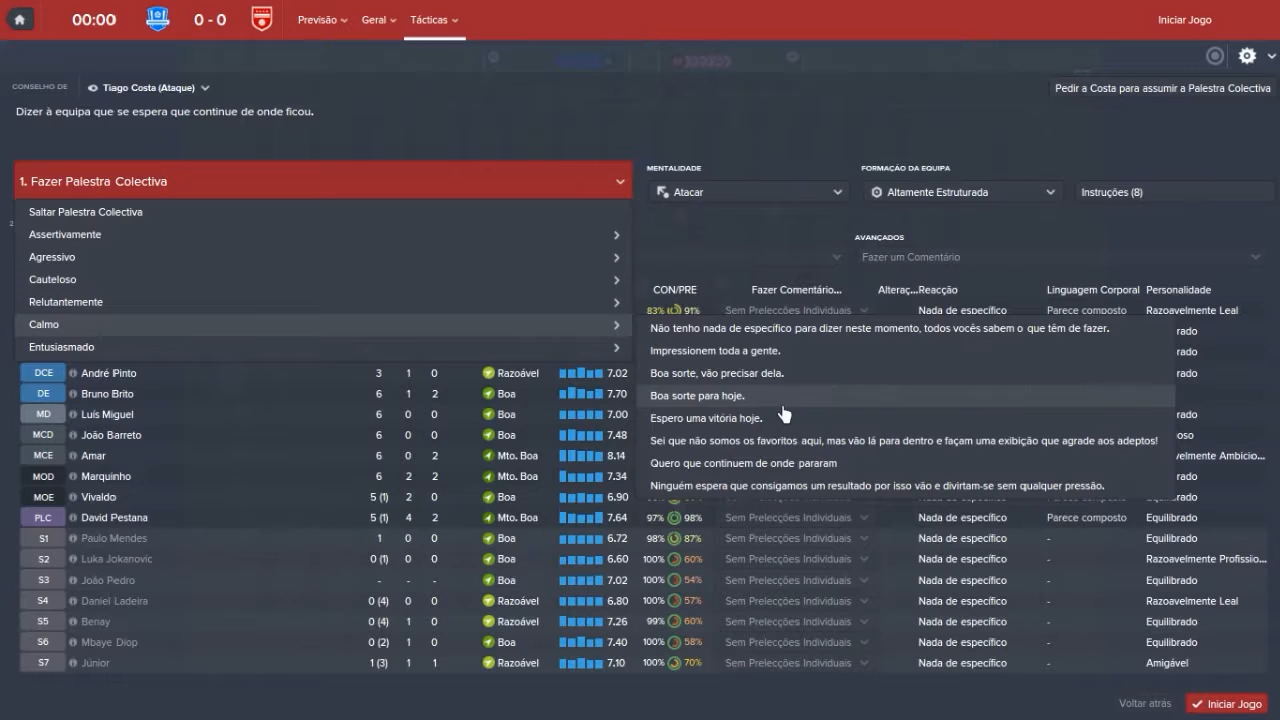 00:00 0 - 0 Previsão Geral Tácticas Iniciar Jogo
CONSELHO DE Tiago Costa (Ataque) Pedir a Costa para assumir a Palestra Colectiva
Dizer à equipa que se espera que continue de onde ficou.
1. Fazer Palestra Colectiva
MENTALIDADE FORMAÇÃO DA EQUIPA
Atacar Altamente Estruturada Instruções (8)
Saltar Palestra Colectiva
Assertivamente
Agressivo
Cauteloso
Relutantemente
Calmo
Entusiasmado
AVANÇADOS
Fazer um Comentário
CON/PRE Fazer Comentário... Alteraç... Reacção Linguagem Corporal Personalidade
83% 91% Sem Prelecções Individuais Nada de específico Parece composto Razoavelmente Leal
Não tenho nada de específico para dizer neste momento, todos vocês sabem o que têm de fazer.
Impressionem toda a gente.
Boa sorte, vão precisar dela.
Boa sorte para hoje.
Espero uma vitória hoje.
Sei que não somos os favoritos aqui, mas vão lá para dentro e façam uma exibição que agrade aos adeptos!
Quero que continuem de onde pararam
Ninguém espera que consigamos um resultado por isso vão e divirtam-se sem qualquer pressão.
DCE André Pinto 3 1 0 Razoável 7.02
DE Bruno Brito 6 1 2 Boa 7.70
MD Luís Miguel 6 0 0 Boa 7.00
MCD João Barreto 6 0 0 Boa 7.48
MCE Amar 6 0 2 Mto. Boa 8.14
MOD Marquinho 6 2 2 Mto. Boa 7.34
MOE Vivaldo 5 (1) 2 0 Boa 6.90
PLC David Pestana 5 (1) 4 2 Mto. Boa 7.64 97% 98% Sem Prelecções Individuais Nada de específico Parece composto Equilibrado
S1 Paulo Mendes 1 0 0 Boa 6.72 98% 87% Sem Prelecções Individuais Nada de específico - Equilibrado
S2 Luka Jokanovic 0 (1) 0 0 Boa 6.60 100% 60% Sem Prelecções Individuais Nada de específico - Razoavelmente Profissio...
S3 João Pedro - - - Boa 7.02 100% 54% Sem Prelecções Individuais Nada de específico - Equilibrado
S4 Daniel Ladeira 0 (4) 0 0 Razoável 6.80 100% 57% Sem Prelecções Individuais Nada de específico - Razoavelmente Leal
S5 Benay 0 (4) 1 0 Razoável 7.26 99% 60% Sem Prelecções Individuais Nada de específico - Equilibrado
S6 Mbaye Diop 0 (2) 1 0 Boa 7.40 100% 58% Sem Prelecções Individuais Nada de específico - Equilibrado
S7 Júnior 1 (3) 1 1 Razoável 7.10 100% 70% Sem Prelecções Individuais Nada de específico - Amigável
Voltar atrás Iniciar Jogo